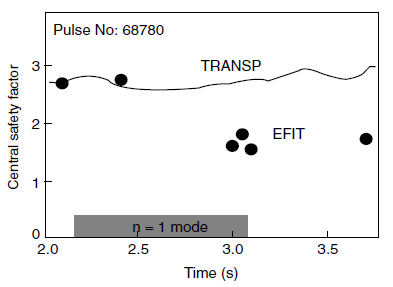 Pulse No: 68780
TRANSP
EFIT
n = 1 mode
Central safety factor
3
2
1
0
2.0
2.5
3.0
3.5
Time (s)